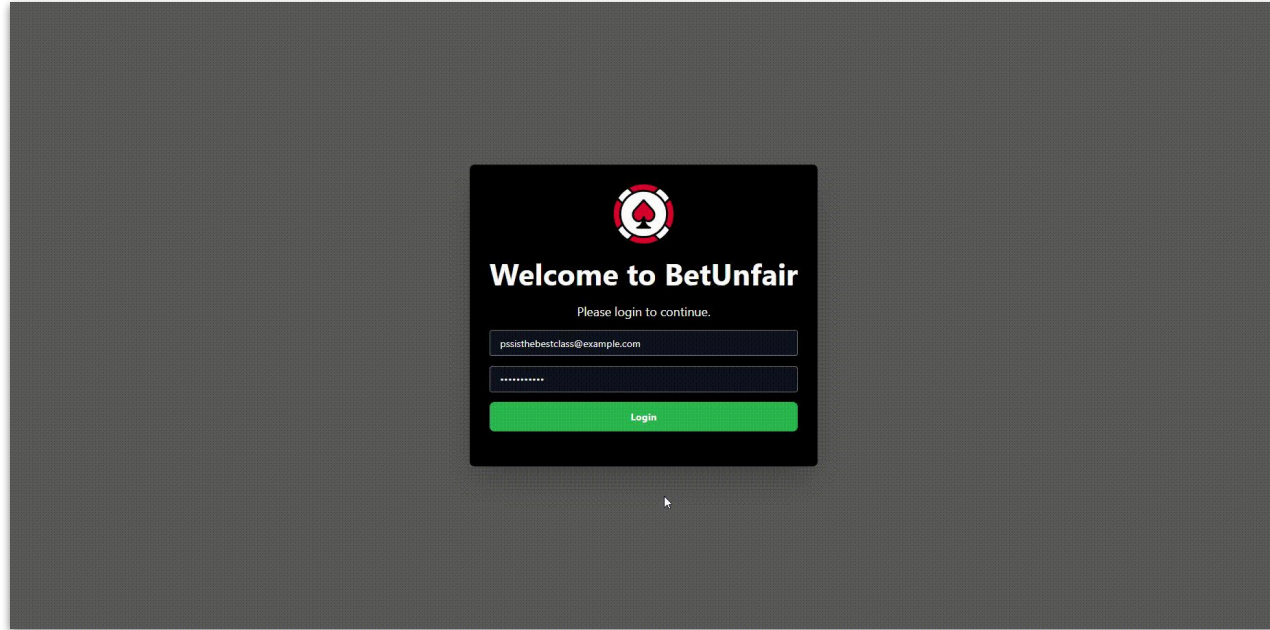 Welcome to BetUnfair
Please login to continue.
pssisthebestclass@example.com
•••••••••••
Login